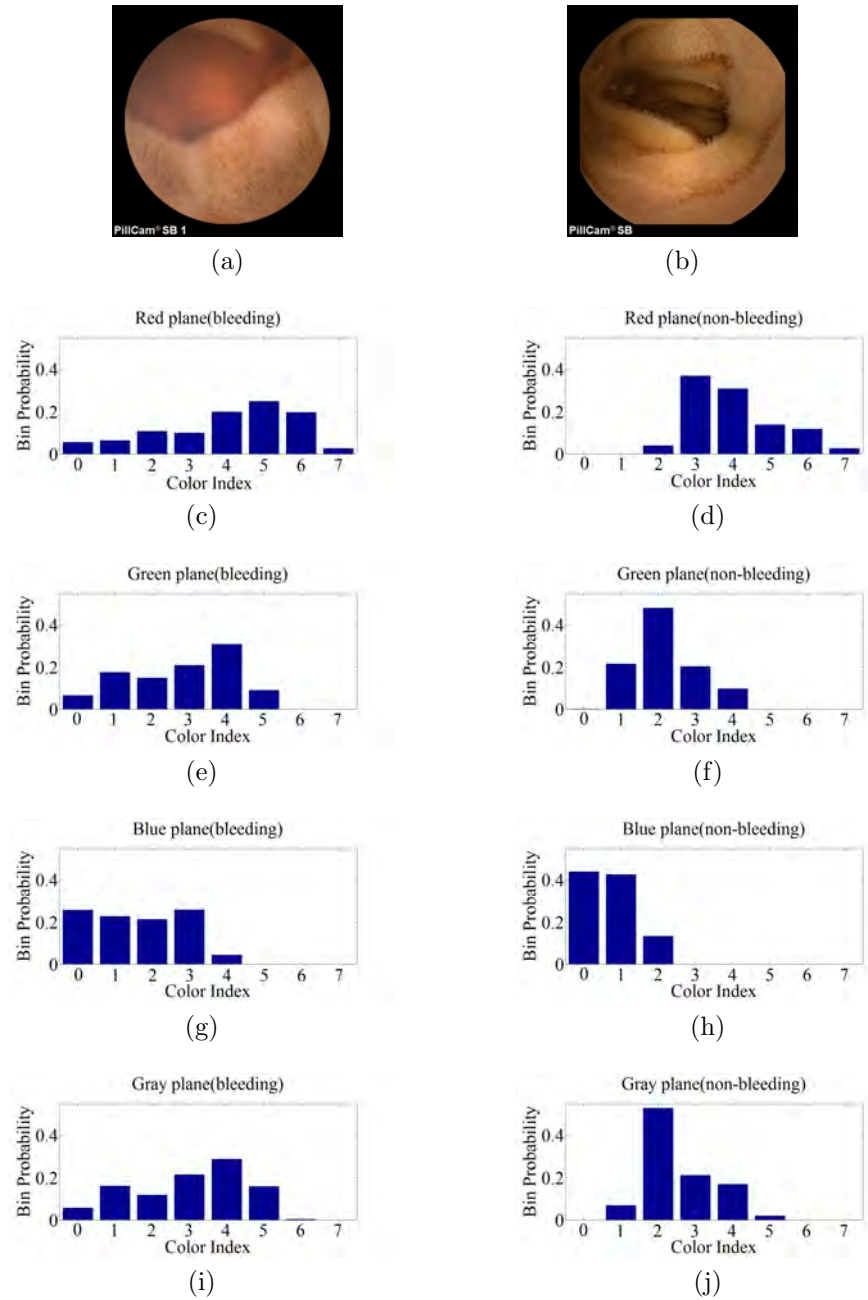 PillCam® SB 1
PillCam® SB
(a)
(b)
Red plane(bleeding)
Bin Probability
0.4
0.2
0
0 1 2 3 4 5 6 7
Color Index
(c)
Red plane(non-bleeding)
Bin Probability
0.4
0.2
0
0 1 2 3 4 5 6 7
Color Index
(d)
Green plane(bleeding)
Bin Probability
0.4
0.2
0
0 1 2 3 4 5 6 7
Color Index
(e)
Green plane(non-bleeding)
Bin Probability
0.4
0.2
0
0 1 2 3 4 5 6 7
Color Index
(f)
Blue plane(bleeding)
Bin Probability
0.4
0.2
0
0 1 2 3 4 5 6 7
Color Index
(g)
Blue plane(non-bleeding)
Bin Probability
0.4
0.2
0
0 1 2 3 4 5 6 7
Color Index
(h)
Gray plane(bleeding)
Bin Probability
0.4
0.2
0
0 1 2 3 4 5 6 7
Color Index
(i)
Gray plane(non-bleeding)
Bin Probability
0.4
0.2
0
0 1 2 3 4 5 6 7
Color Index
(j)